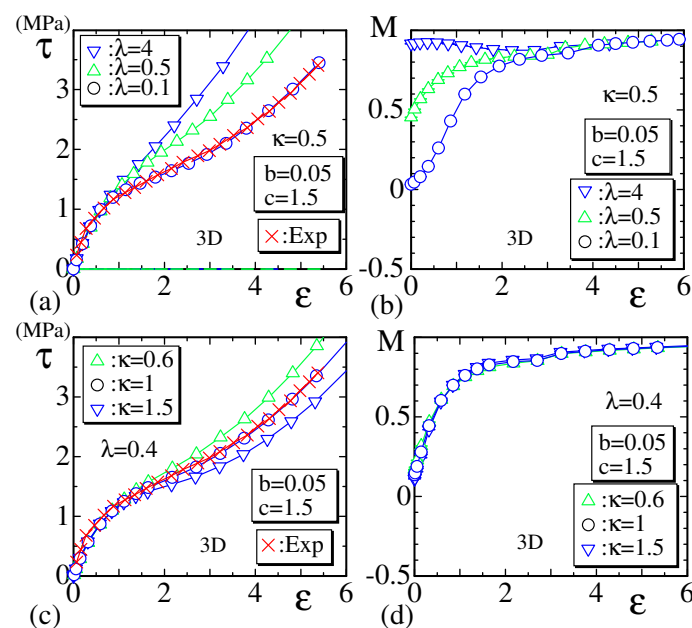 (MPa)
τ
3
2
1
0
▽:λ=4
△:λ=0.5
○:λ=0.1
κ=0.5
b=0.05
c=1.5
×:Exp
3D
0 2 4 6
(a)
ε
M
0.5
0
-0.5
κ=0.5
b=0.05
c=1.5
▽:λ=4
△:λ=0.5
○:λ=0.1
3D
0 1 2 3 4 5 6
(b)
ε
(MPa)
τ
3
2
1
0
△:κ=0.6
○:κ=1
▽:κ=1.5
λ=0.4
b=0.05
c=1.5
×:Exp
3D
0 2 4 6
(c)
ε
M
0.5
0
-0.5
λ=0.4
b=0.05
c=1.5
△:κ=0.6
○:κ=1
▽:κ=1.5
3D
0 2 4 6
(d)
ε